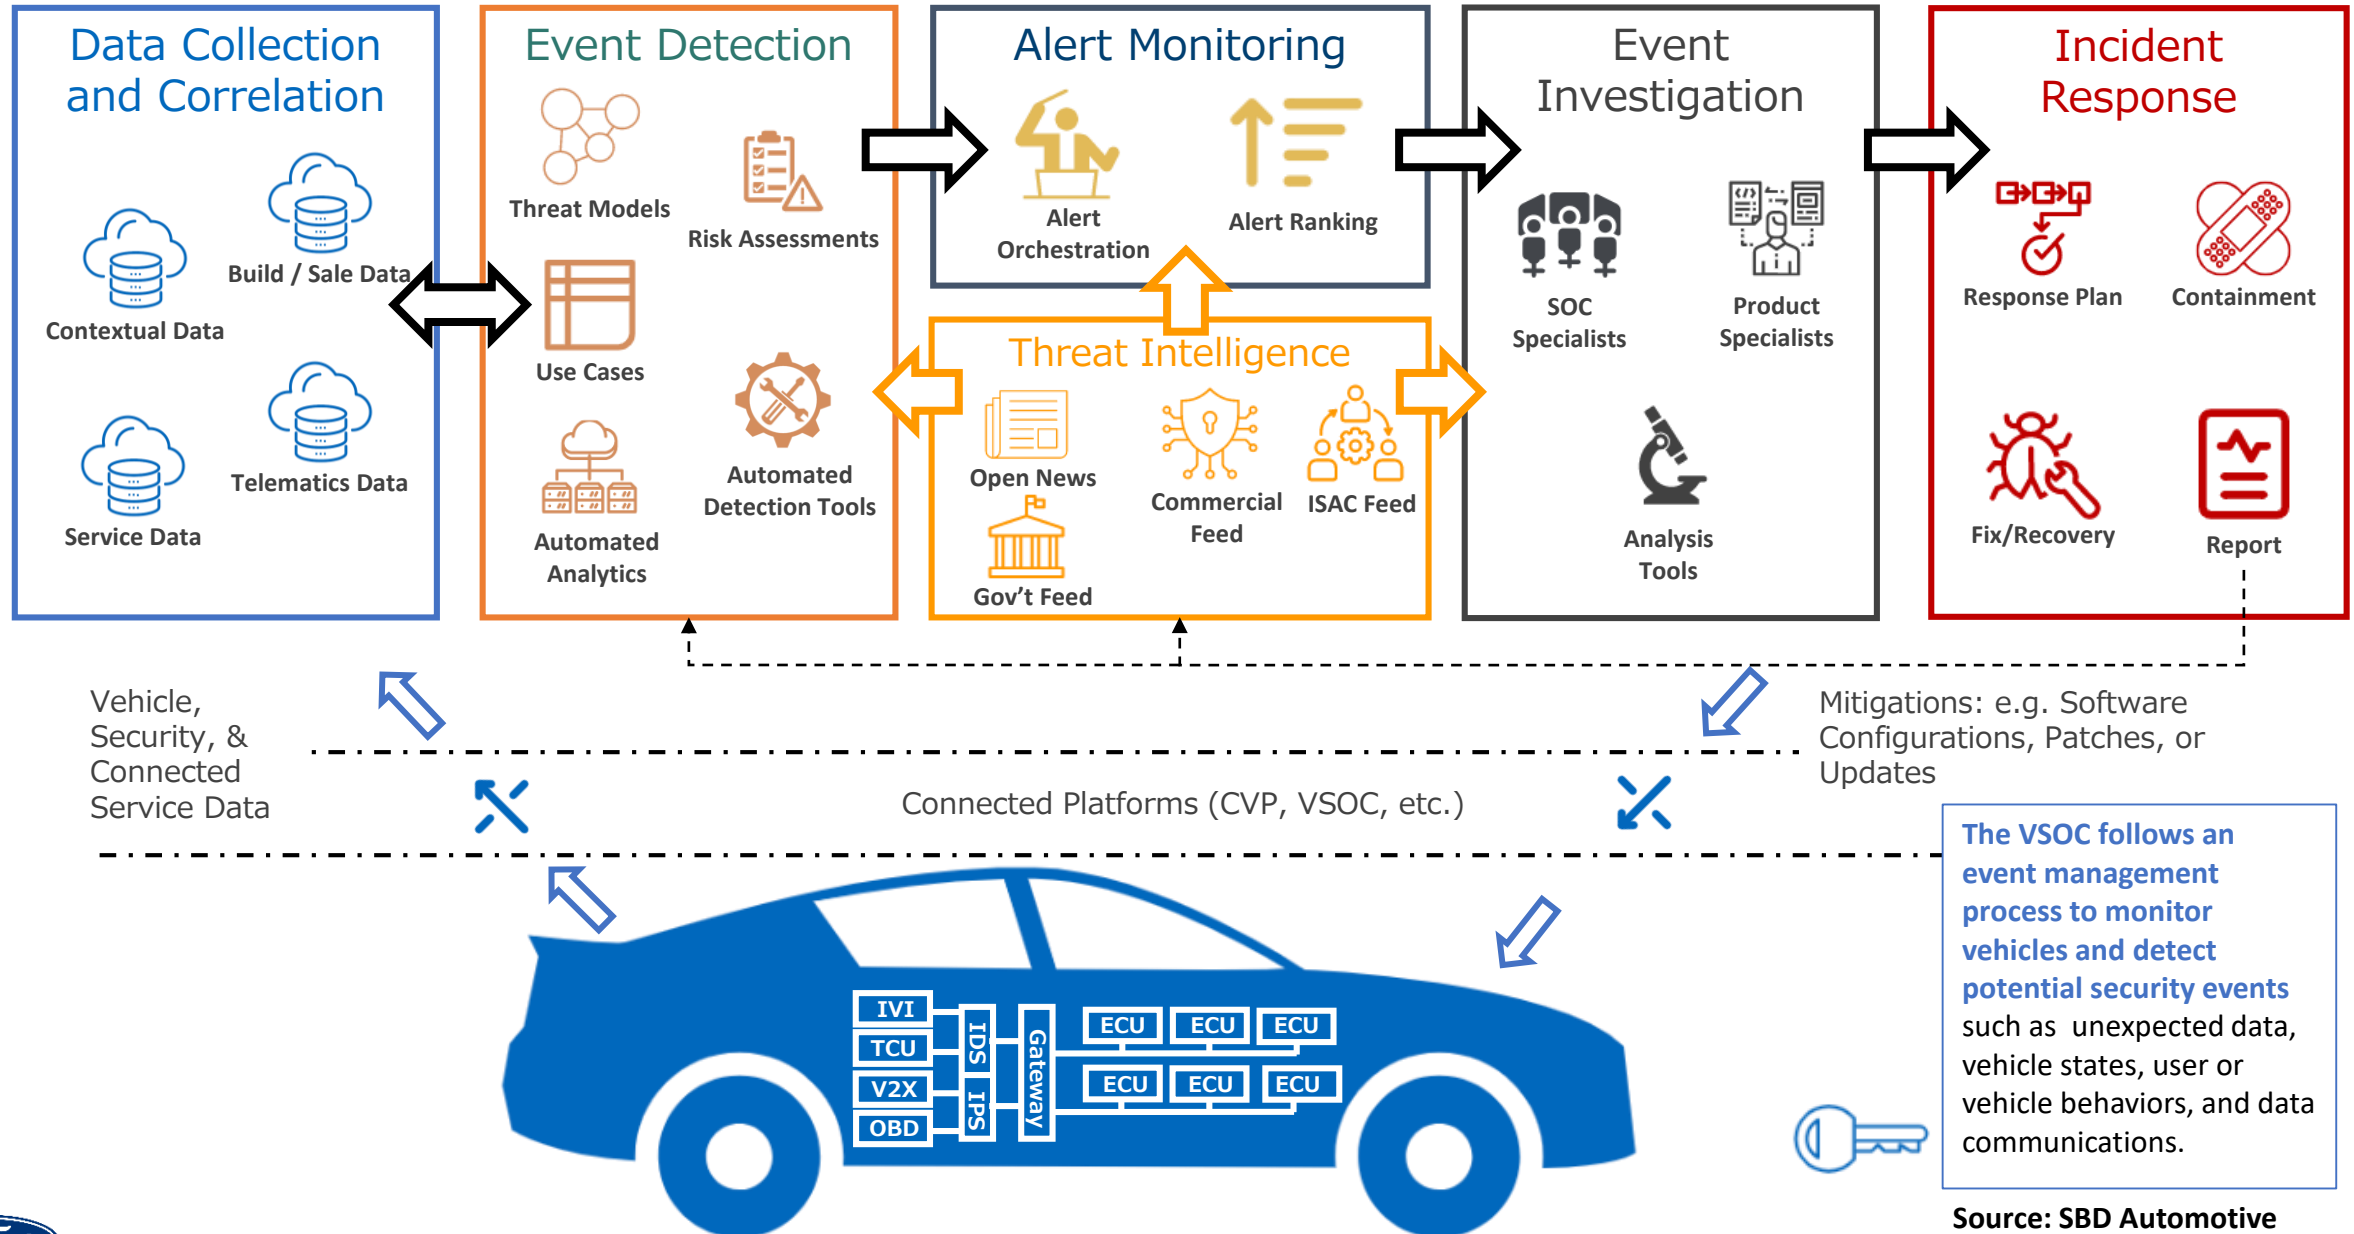 Data Collection
and Correlation
Build / Sale Data
Contextual Data
Telematics Data
Service Data
Event Detection
Threat Models
Risk Assessments
Use Cases
Automated
Detection Tools
Automated
Analytics
Alert Monitoring
Alert
Orchestration
Alert Ranking
Threat Intelligence
Open News
Commercial
Feed
ISAC Feed
Gov't Feed
Event
Investigation
SOC
Specialists
Product
Specialists
Analysis
Tools
Incident
Response
Response Plan
Containment
Fix/Recovery
Report
Vehicle,
Security, &
Connected
Service Data
Mitigations: e.g. Software
Configurations, Patches, or
Updates
Connected Platforms (CVP, VSOC, etc.)
IVI
TCU
V2X
OBD
IDS
IPS
Gateway
ECU
ECU
ECU
ECU
ECU
ECU
The VSOC follows an
event management
process to monitor
vehicles and detect
potential security events
such as  unexpected data,
vehicle states, user or
vehicle behaviors, and data
communications.
Source: SBD Automotive